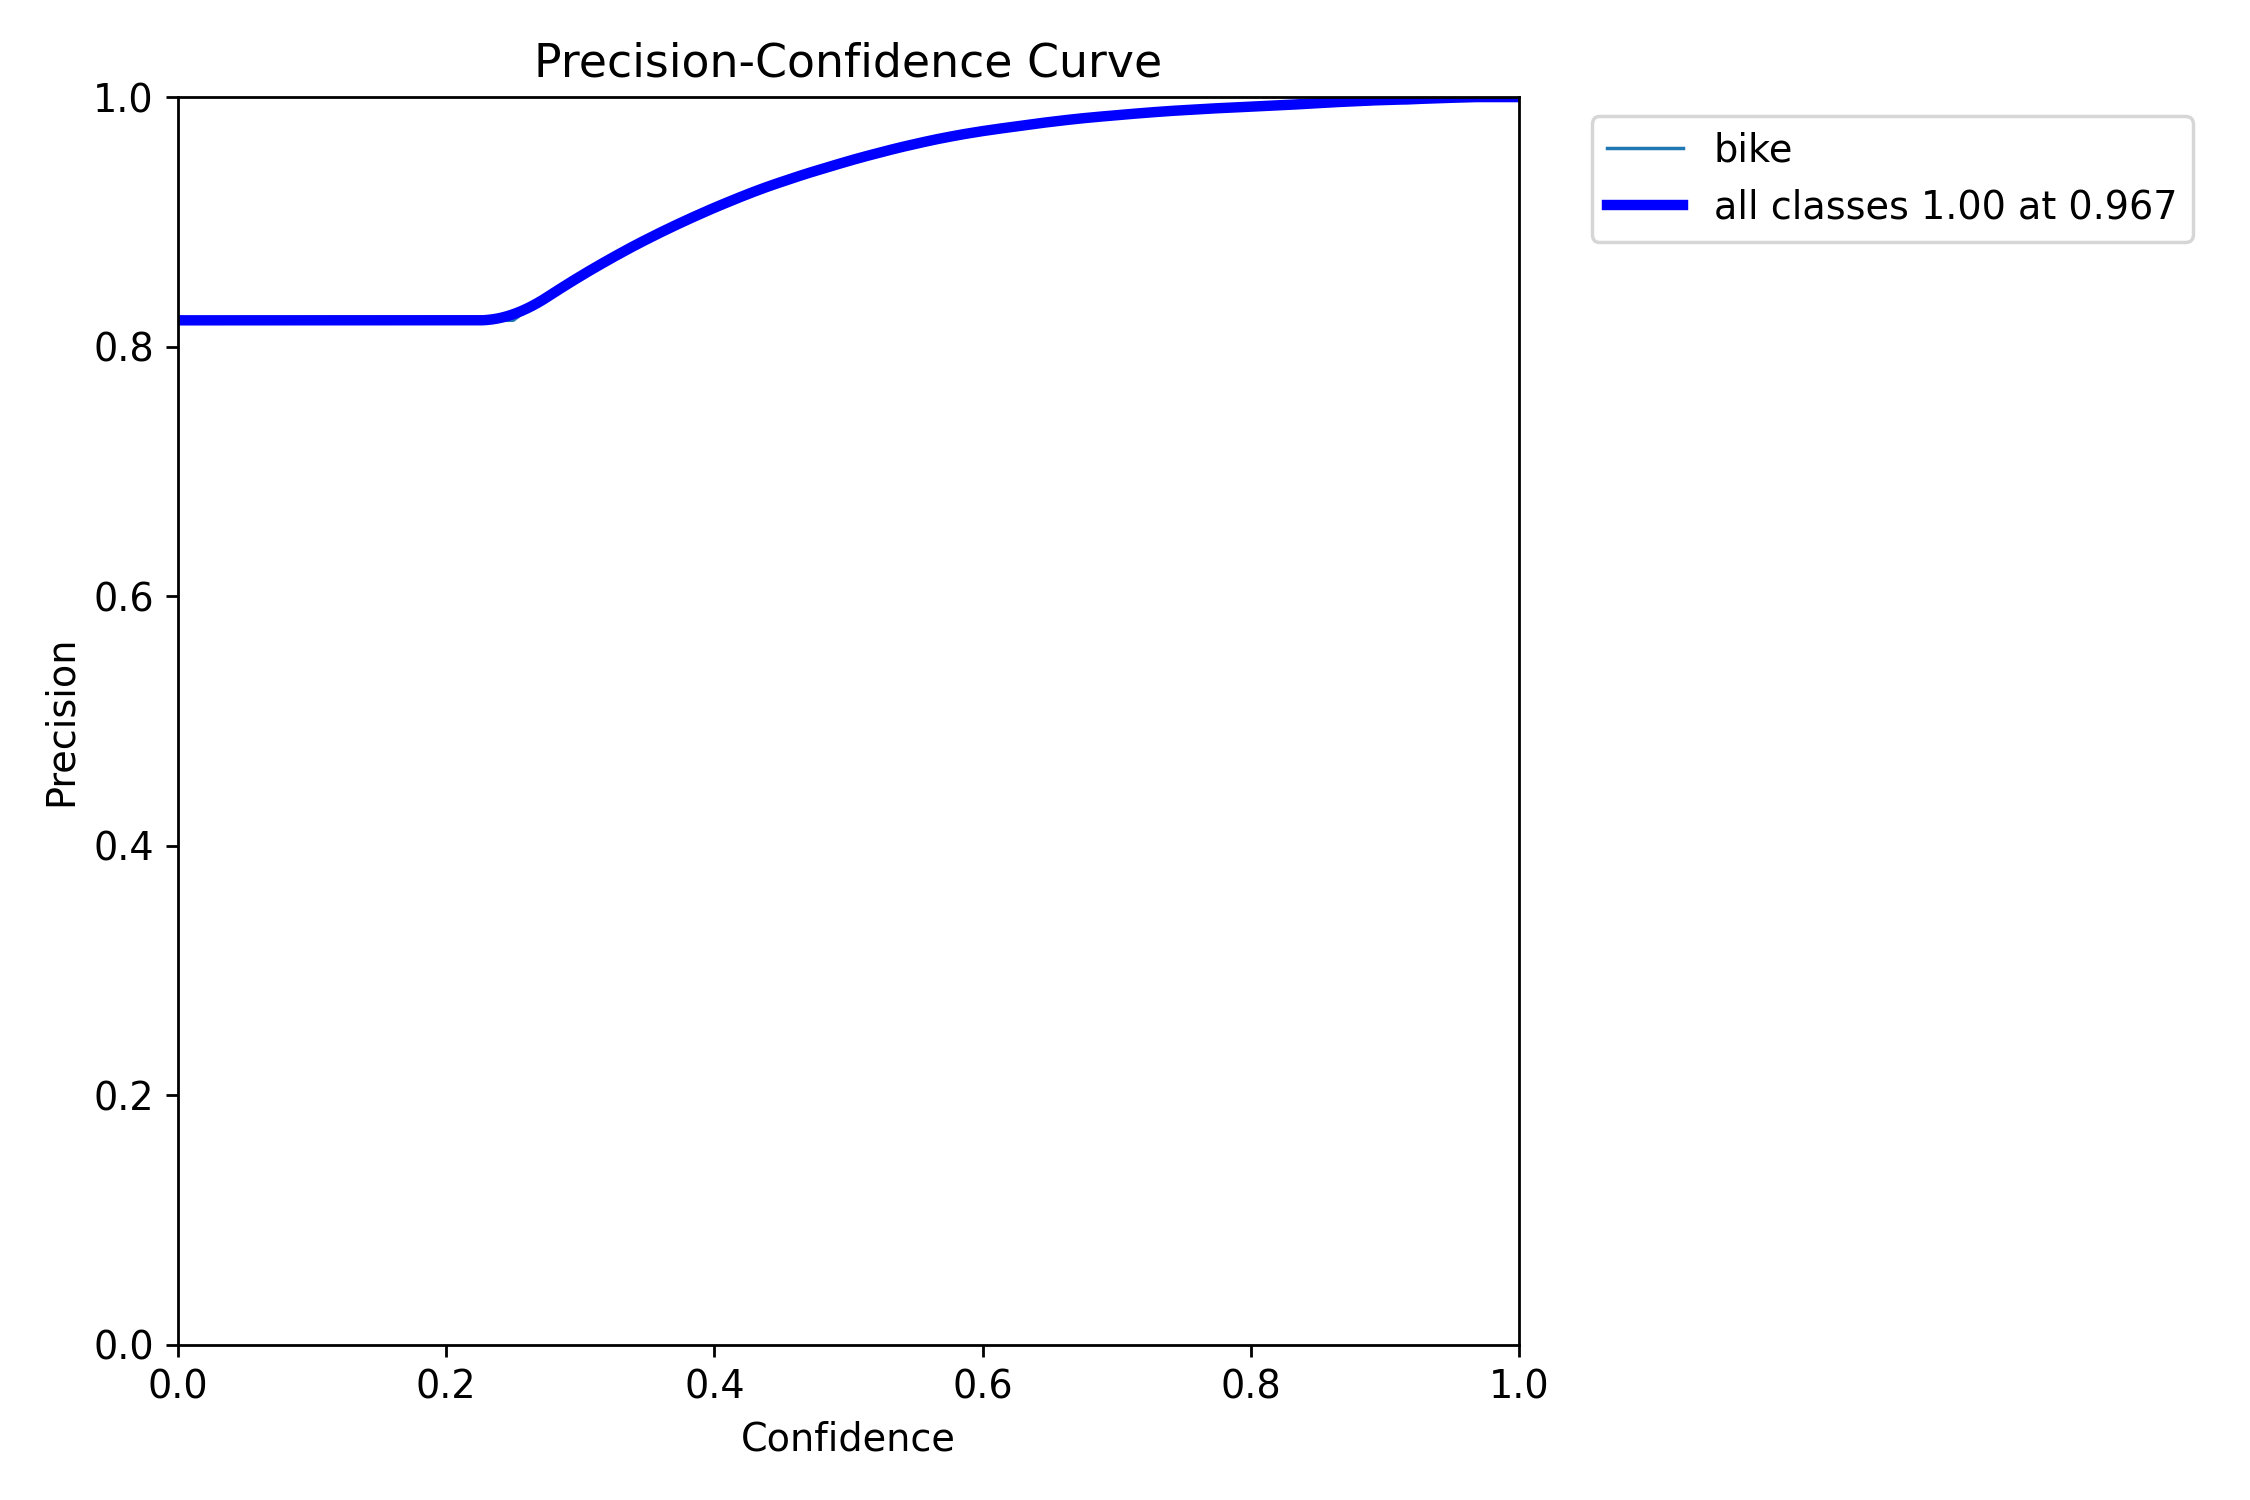 Precision-Confidence Curve
1.0
0.8
0.6
0.4
0.2
0.0
Precision
0.0 0.2 0.4 0.6 0.8 1.0
Confidence
bike
all classes 1.00 at 0.967